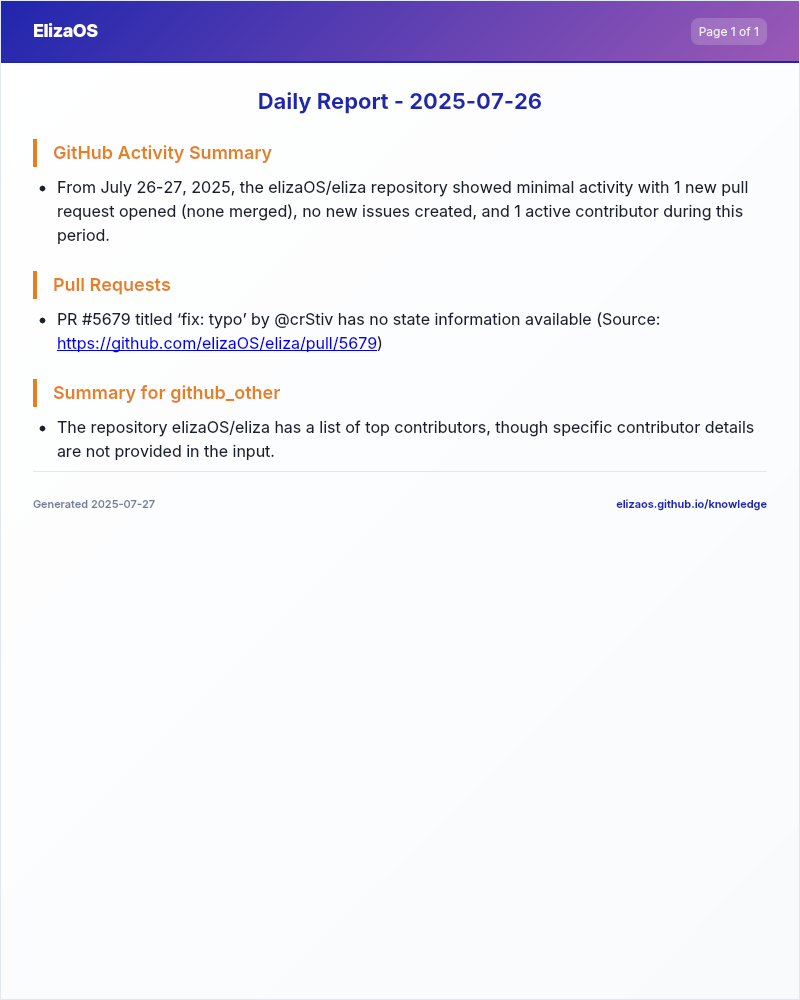 ElizaOS
Page 1 of 1
Daily Report - 2025-07-26
GitHub Activity Summary
• From July 26-27, 2025, the elizaOS/eliza repository showed minimal activity with 1 new pull
request opened (none merged), no new issues created, and 1 active contributor during this
period.
Pull Requests
• PR #5679 titled ‘fix: typo’ by @crStiv has no state information available (Source:
https://github.com/elizaOS/eliza/pull/5679)
Summary for github_other
• The repository elizaOS/eliza has a list of top contributors, though specific contributor details
are not provided in the input.
Generated 2025-07-27
elizaos.github.io/knowledge